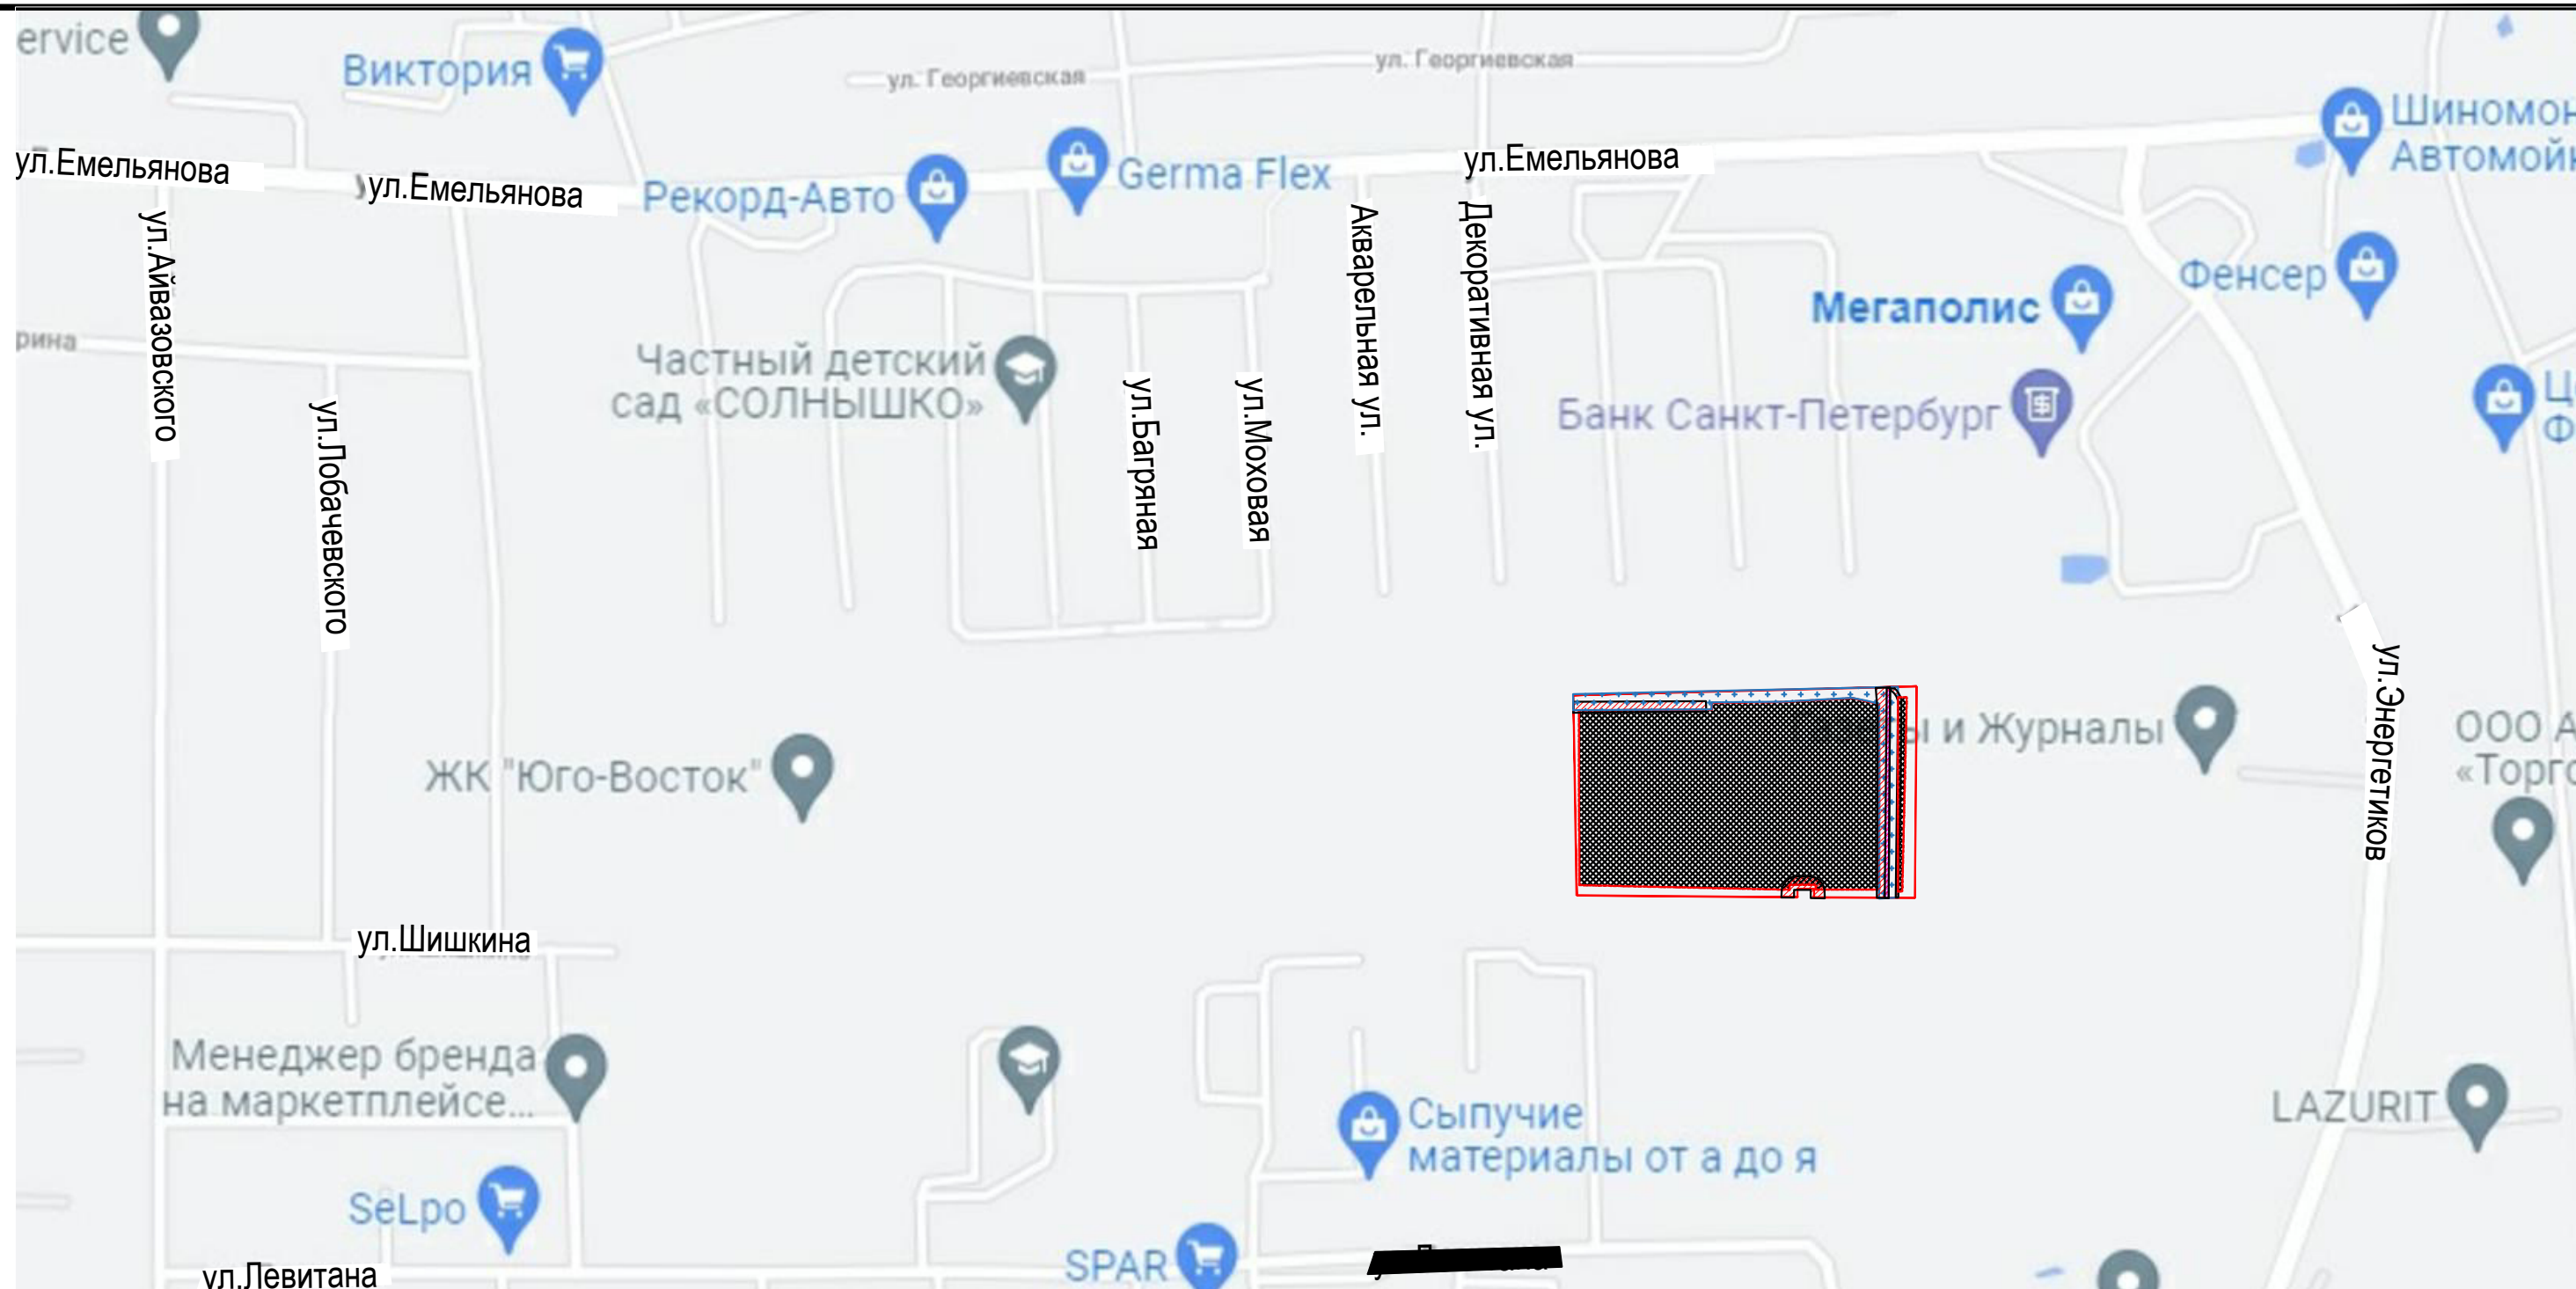 ervice
Виктория
ул. Георгиевская
ул. Георгиевская
Шиномон
Автомойк
ул.Емельянова
ул.Емельянова
Рекорд-Авто
Germa Flex
ул.Емельянова
ул.Айвазовского
рина
ул.Лобачевского
Частный детский
сад «СОЛНЫШКО»
ул.Багряная
ул.Моховая
Акварельная ул.
Декоративная ул.
Мегаполис
Фенсер
Банк Санкт-Петербург
Ц
Ф
ул.Энергетиков
ы и Журналы
ООО А
«Торго
ЖК "Юго-Восток"
ул.Шишкина
Менеджер бренда
на маркетплейсе...
Сыпучие
материалы от а до я
LAZURIT
SeLpo
SPAR
ул.Левитана